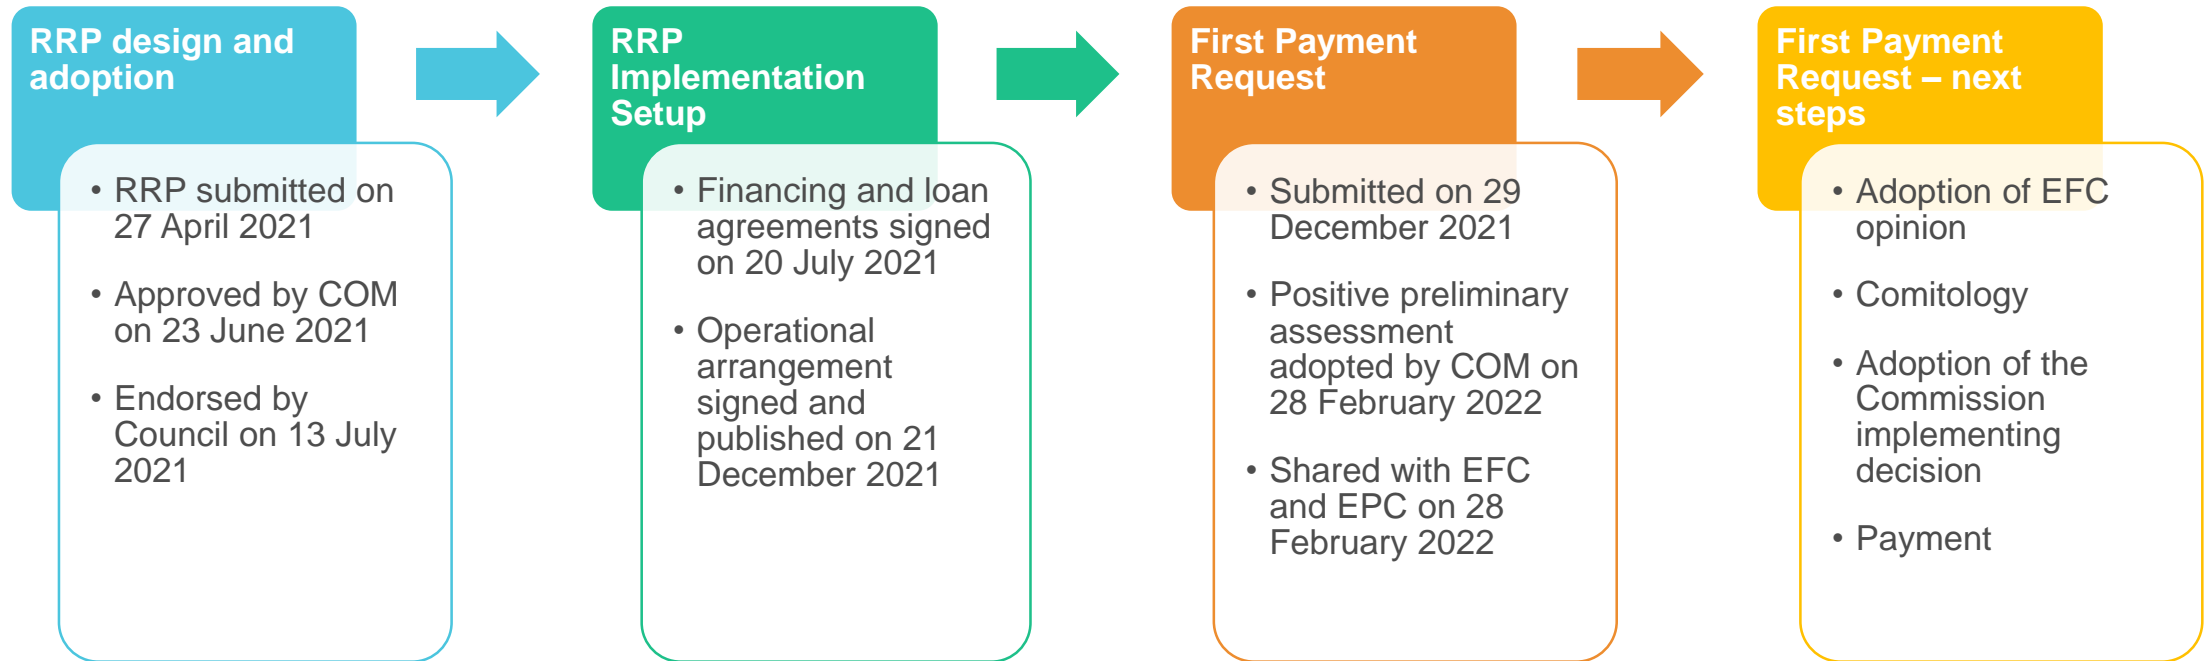 RRP design and
adoption
• RRP submitted on
27 April 2021
• Approved by COM
on 23 June 2021
• Endorsed by
Council on 13 July
2021
RRP
Implementation
Setup
• Financing and loan
agreements signed
on 20 July 2021
• Operational
arrangement
signed and
published on 21
December 2021
First Payment
Request
• Submitted on 29
December 2021
• Positive preliminary
assessment
adopted by COM on
28 February 2022
• Shared with EFC
and EPC on 28
February 2022
First Payment
Request – next
steps
• Adoption of EFC
opinion
• Comitology
• Adoption of the
Commission
implementing
decision
• Payment